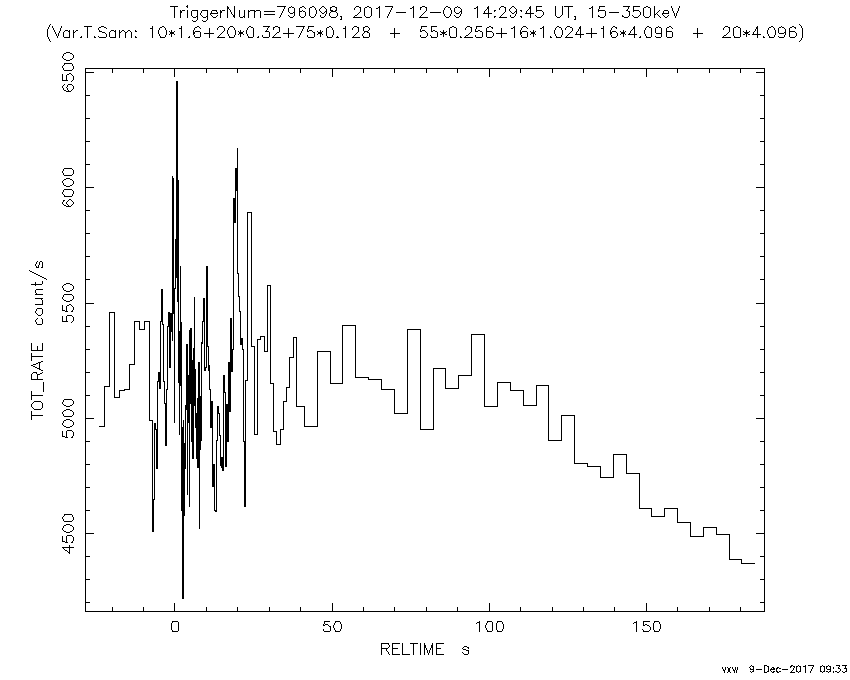 TriggerNum=796098, 2017-12-09 14:29:45 UT, 15-350keV
(Var.T.Sam: 10*1.6+20*0.32+75*0.128 + 55*0.256+16*1.024+16*4.096 + 20*4.096)
6500
6000
5500
5000
4500
TOT_RATE count/s
0 50 100 150
RELTIME s
vxw 9-Dec-2017 09:33